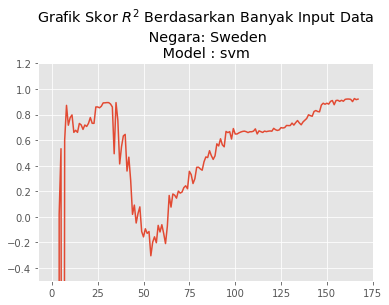 Grafik Skor R² Berdasarkan Banyak Input Data
Negara: Sweden
Model : svm
1.2
1.0
0.8
0.6
0.4
0.2
0.0
−0.2
−0.4
0 25 50 75 100 125 150 175